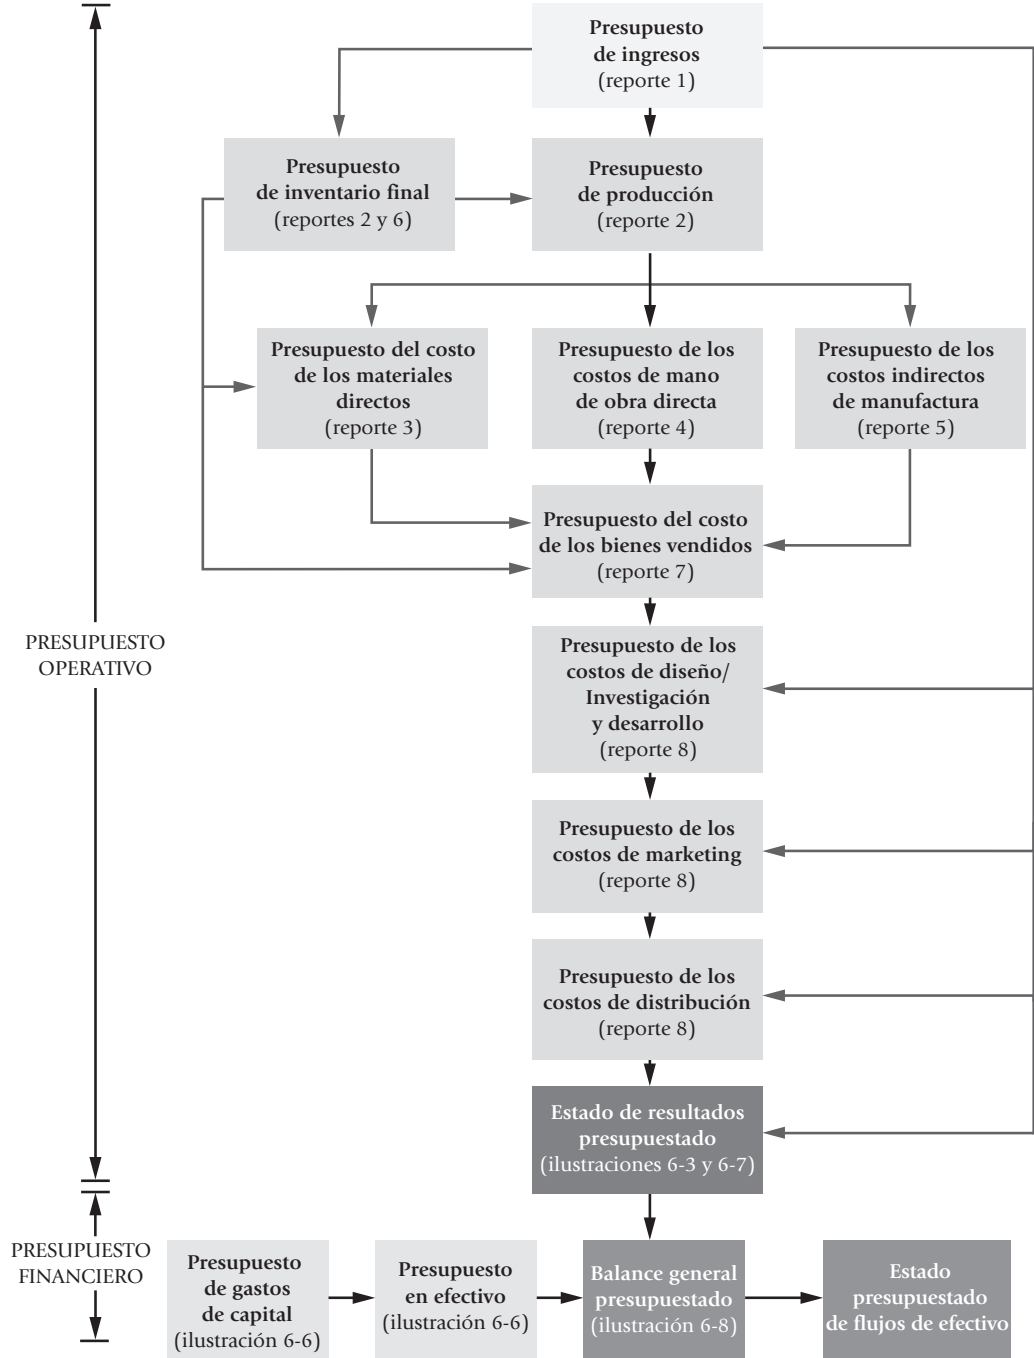 Presupuesto
de ingresos
(reporte 1)
Presupuesto
de inventario final
(reportes 2 y 6)
Presupuesto
de producción
(reporte 2)
Presupuesto del costo
de los materiales
directos
(reporte 3)
Presupuesto de los
costos de mano
de obra directa
(reporte 4)
Presupuesto de los
costos indirectos
de manufactura
(reporte 5)
Presupuesto del costo
de los bienes vendidos
(reporte 7)
PRESUPUESTO
OPERATIVO
Presupuesto de los
costos de diseño/
Investigación
y desarrollo
(reporte 8)
Presupuesto de los
costos de marketing
(reporte 8)
Presupuesto de los
costos de distribución
(reporte 8)
Estado de resultados
presupuestado
(ilustraciones 6-3 y 6-7)
PRESUPUESTO
FINANCIERO
Presupuesto
de gastos
de capital
(ilustración 6-6)
Presupuesto
en efectivo
(ilustración 6-6)
Balance general
presupuestado
(ilustración 6-8)
Estado
presupuestado
de flujos de efectivo